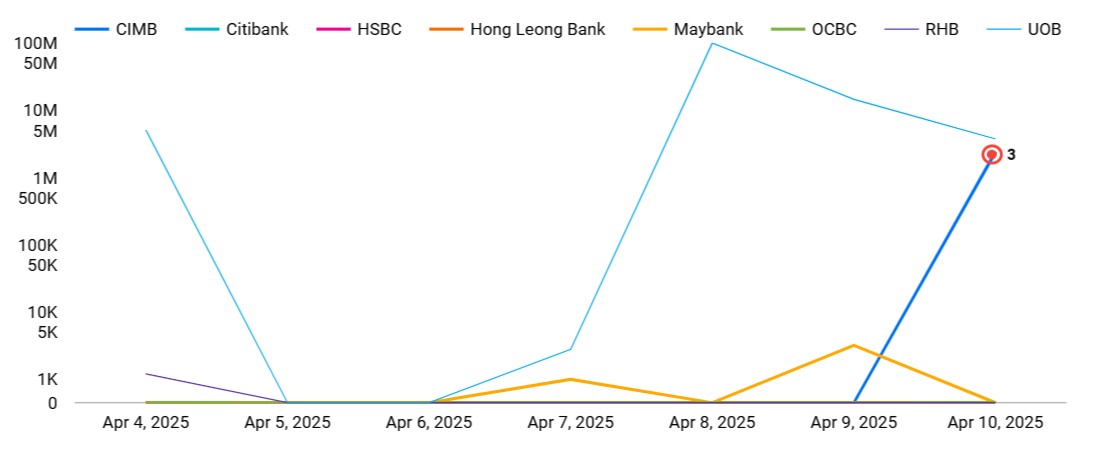 CIMB Citibank HSBC Hong Leong Bank Maybank OCBC RHB UOB
100M
50M
10M
5M
3
1M
500K
100K
50K
10K
5K
1K
0
Apr 4, 2025 Apr 5, 2025 Apr 6, 2025 Apr 7, 2025 Apr 8, 2025 Apr 9, 2025 Apr 10, 2025